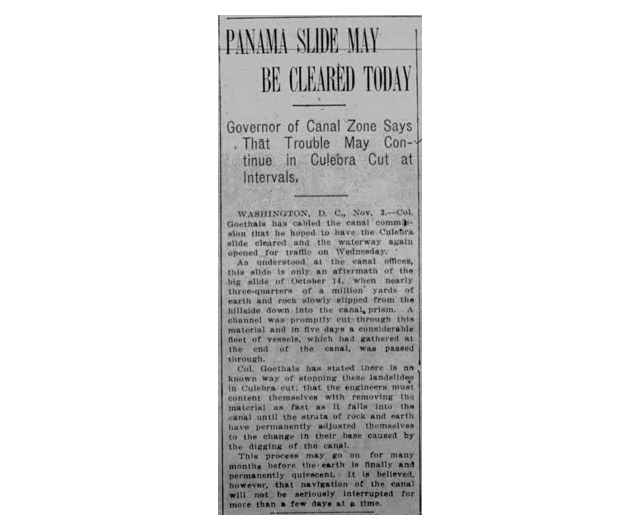 PANAMA SLIDE MAY
BE CLEARED TODAY
Governor of Canal Zone Says
That Trouble May Con-
tinue in Culebra Cut at
Intervals.
WASHINGTON, D. C., Nov. 3.—Col.
Goethals has cabled the canal commis-
sion that he hoped to have the Culebra
slide cleared and the waterway again
opened for traffic on Wednesday.
As understood at the canal offices,
this slide is only an aftermath of the
big slide of October 14, when nearly
three-quarters of a million yards of
earth and rock slowly slipped from the
hillside down into the canal prism. A
channel was promptly cut through this
material and in five days a considerable
fleet of vessels, which had gathered at
the end of the canal, was passed
through.
Col. Goethals has stated there is no
known way of stopping these landslides
in Culebra cut; that the engineers must
content themselves with removing the
material as fast as it falls into the
canal until the strata of rock and earth
have permanently adjusted themselves
to the change in their base caused by
the digging of the canal.
This process may go on for many
months before the earth is finally and
permanently quiescent. It is believed,
however, that navigation of the canal
will not be seriously interrupted for
more than a few days at a time.